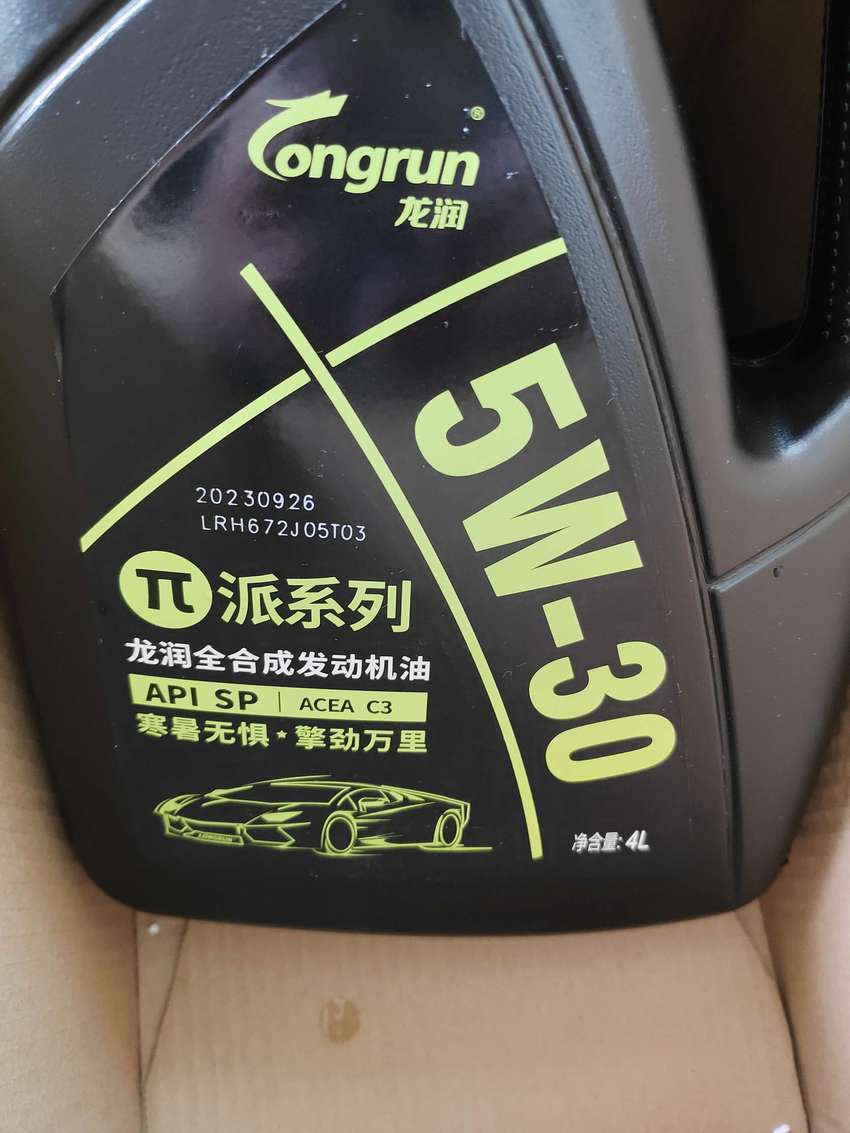 Longrun®
龙润
5W-30
20230926
LRH672J05T03
π派系列
龙润全合成发动机油
API SP | ACEA C3
寒暑无惧★擎劲万里
LONGRUN
净含量: 4L